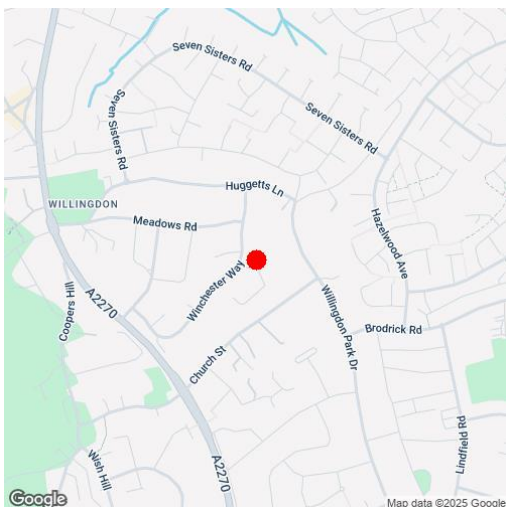 Seven Sisters Rd
Seven Sisters Rd
Seven Sisters Rd
Huggetts Ln
WILLINGDON
Meadows Rd
Hazelwood Ave
Winchester Way
Coopers Hill
A2270
Willingdon Park Dr
Brodrick Rd
Church St
Lindfield Rd
Wish Hill
A2270
Google
Map data ©2025 Google